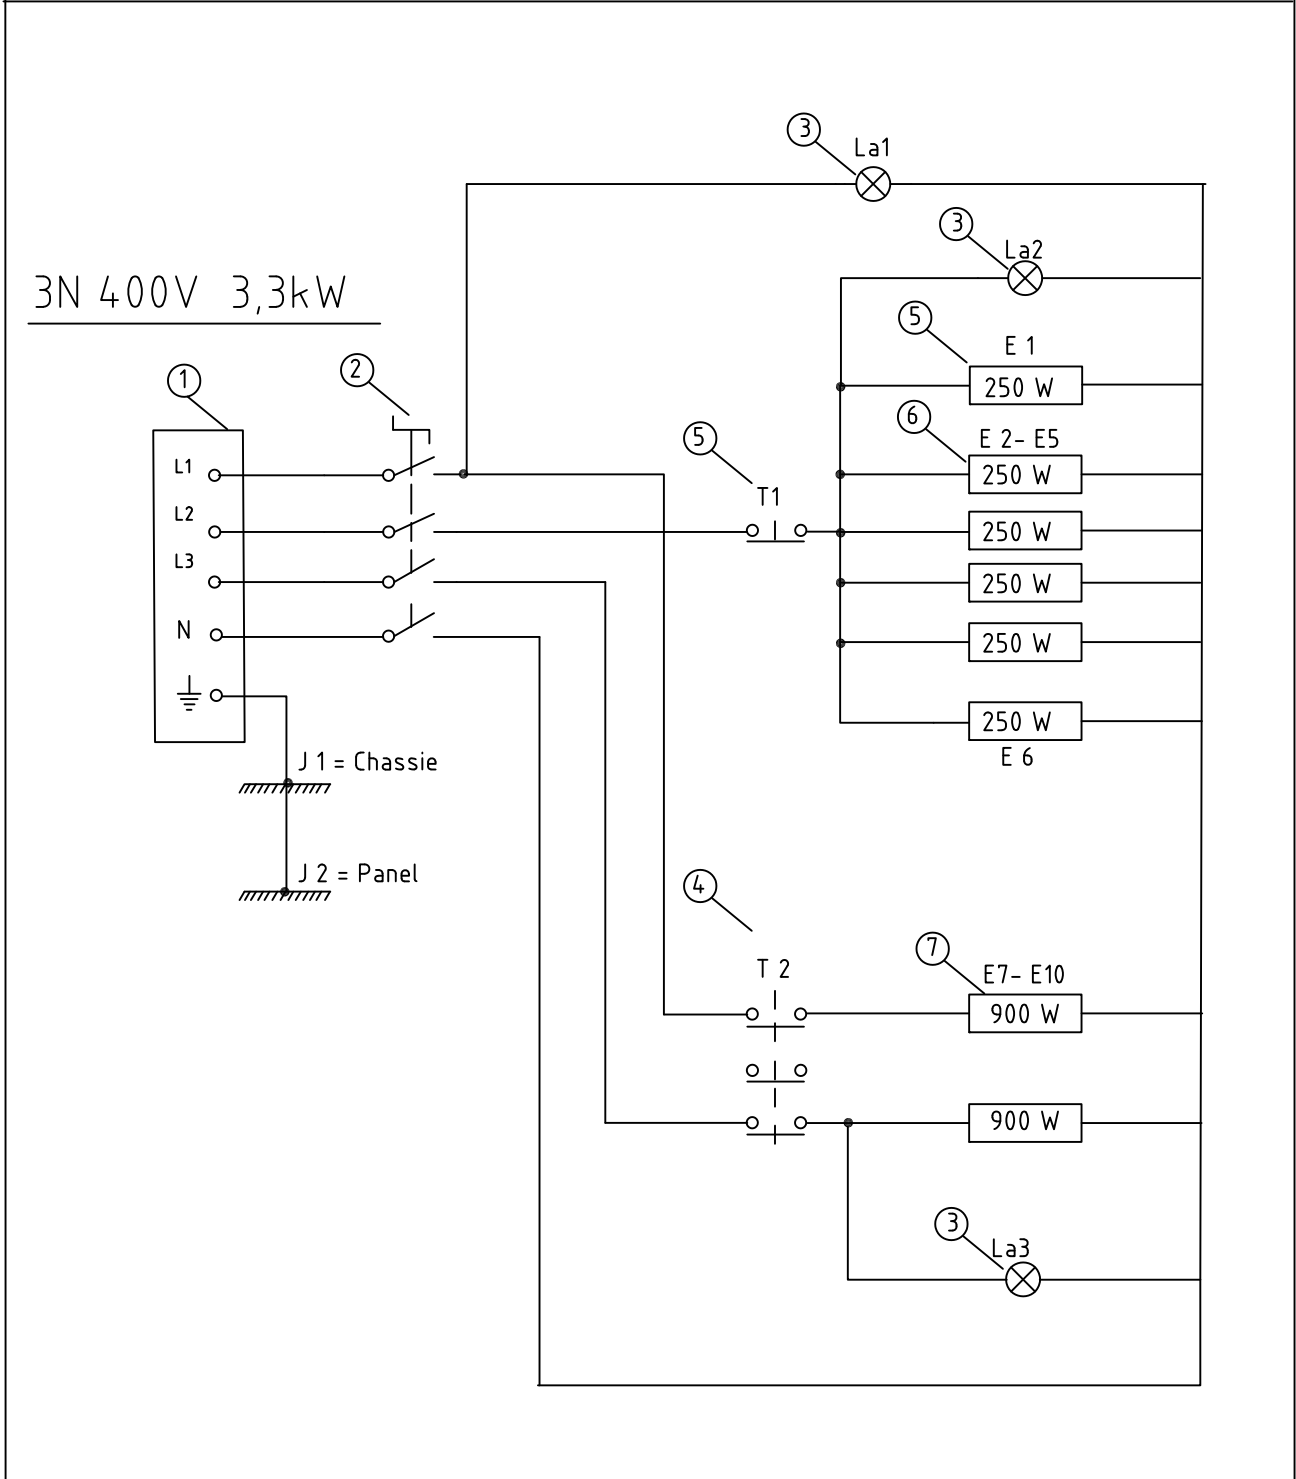 3
La1
3
La2
3N 400V 3,3kW
5
E 1
250 W
1
2
6
E 2- E5
5
250 W
L1
T1
L2
250 W
L3
250 W
N
250 W
250 W
E 6
J 1 = Chassie
J 2 = Panel
4
7
T 2
E7- E10
900 W
900 W
3
La3